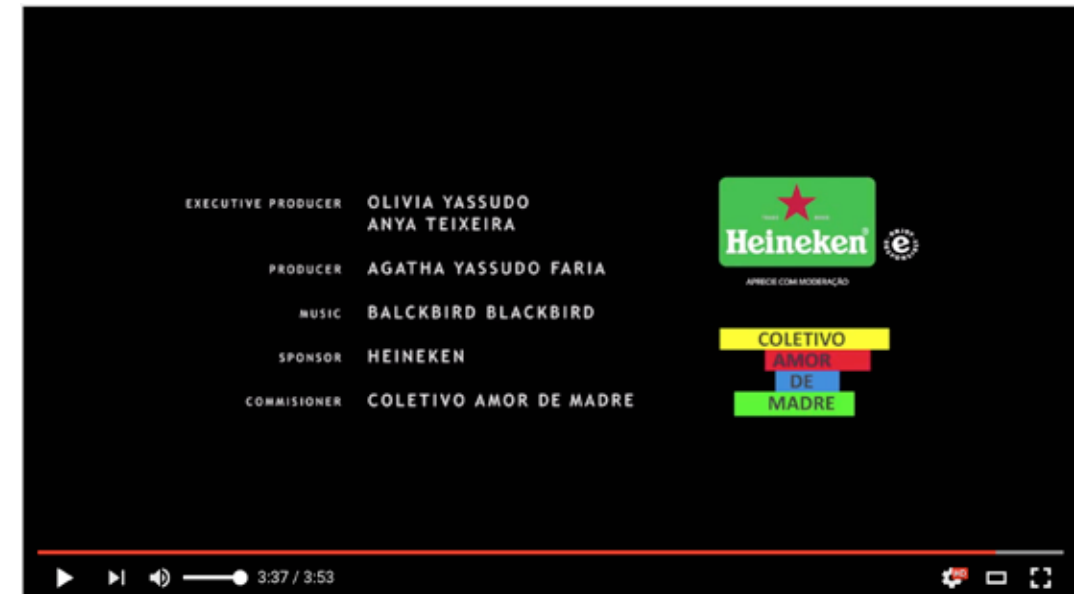 EXECUTIVE PRODUCER OLIVIA YASSUDO
ANYA TEIXEIRA
PRODUCER AGATHA YASSUDO FARIA
MUSIC BALCKBIRD BLACKBIRD
SPONSOR HEINEKEN
COMMISIONER COLETIVO AMOR DE MADRE
Heineken®
APRECIE COM MODERAÇÃO
COLETIVO
AMOR
DE
MADRE
3:37 / 3:53
HD